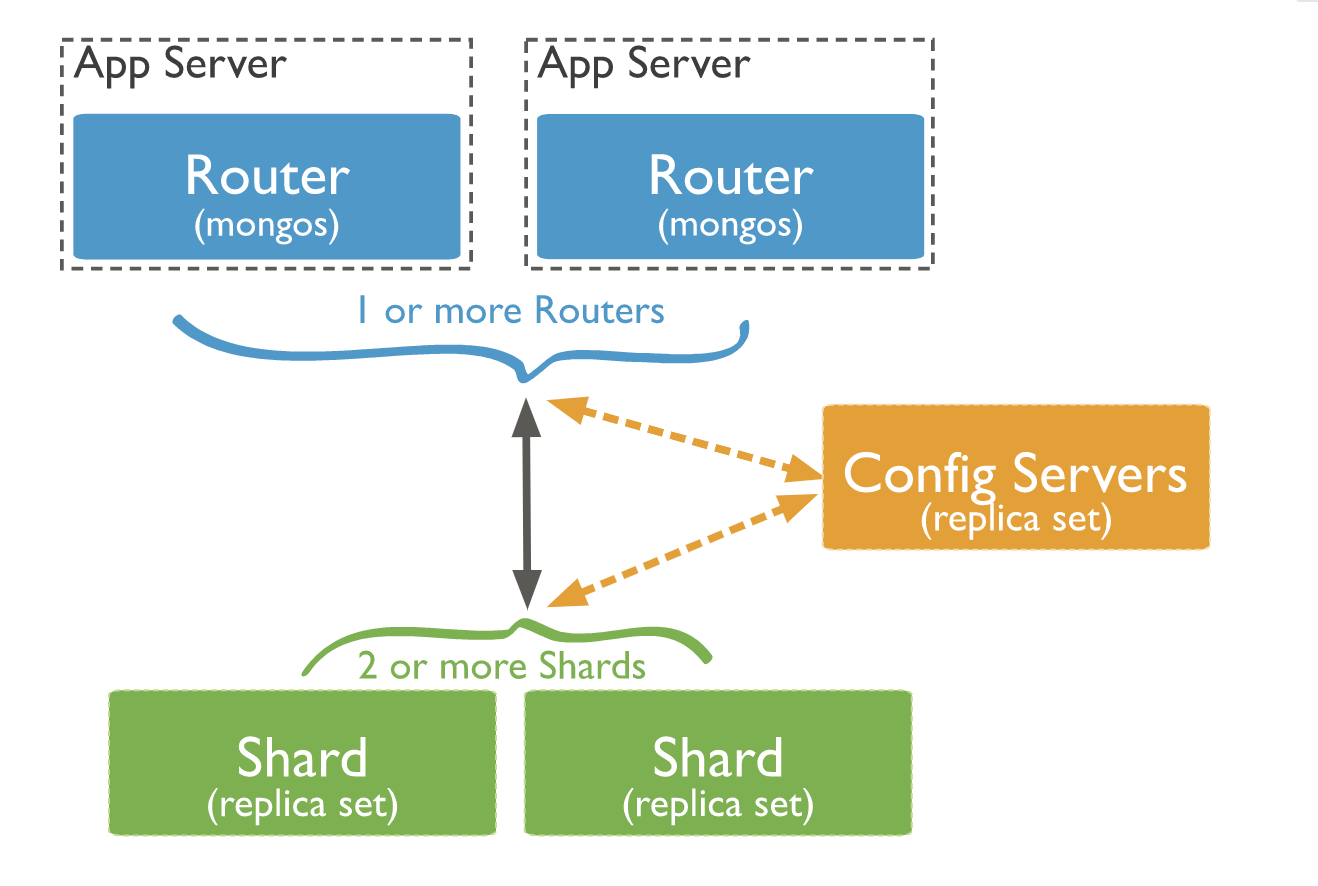 App Server
App Server
Router
(mongos)
Router
(mongos)
1 or more Routers
Config Servers
(replica set)
2 or more Shards
Shard
(replica set)
Shard
(replica set)